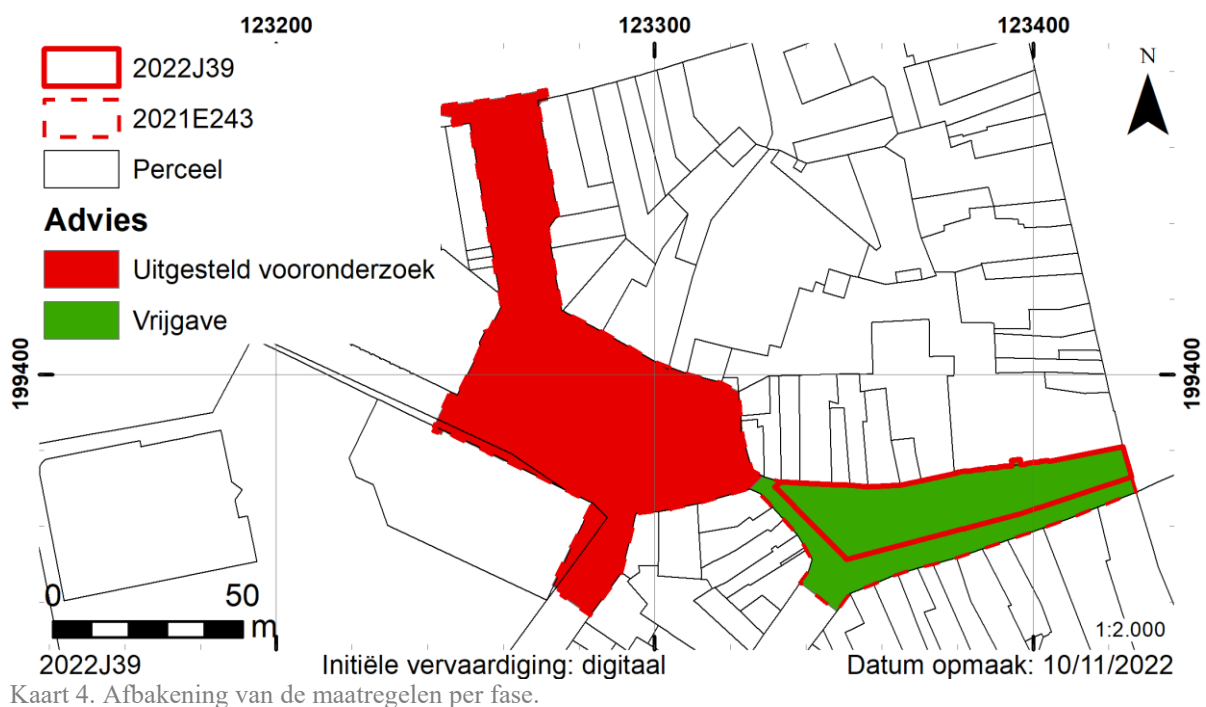 123200 123300 123400
2022J39
2021E243
Perceel
Advies
Uitgesteld vooronderzoek
Vrijgave
N
199400
199400
0 50
m
1:2.000
2022J39 Initiële vervaardiging: digitaal Datum opmaak: 10/11/2022
Kaart 4. Afbakening van de maatregelen per fase.